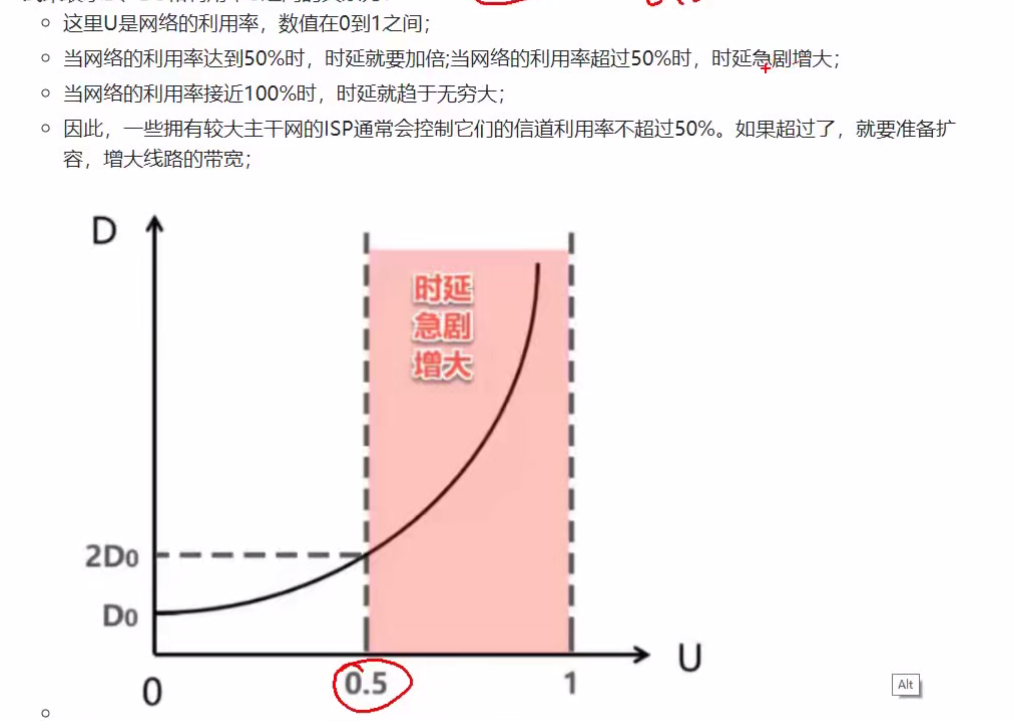 这里U是网络的利用率，数值在0到1之间；
当网络的利用率达到50%时，时延就要加倍;当网络的利用率超过50%时，时延急剧增大；
当网络的利用率接近100%时，时延就趋于无穷大；
因此，一些拥有较大主干网的ISP通常会控制它们的信道利用率不超过50%。如果超过了，就要准备扩
容，增大线路的带宽；
D
时延
急剧
增大
2D0
D0
U
0
0.5
1
Alt